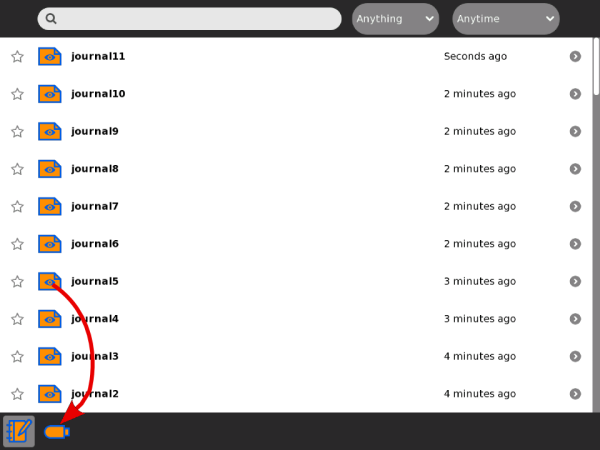 Anything Anytime
journal11 Seconds ago
journal10 2 minutes ago
journal9 2 minutes ago
journal8 2 minutes ago
journal7 2 minutes ago
journal6 2 minutes ago
journal5 3 minutes ago
journal4 3 minutes ago
journal3 4 minutes ago
journal2 4 minutes ago